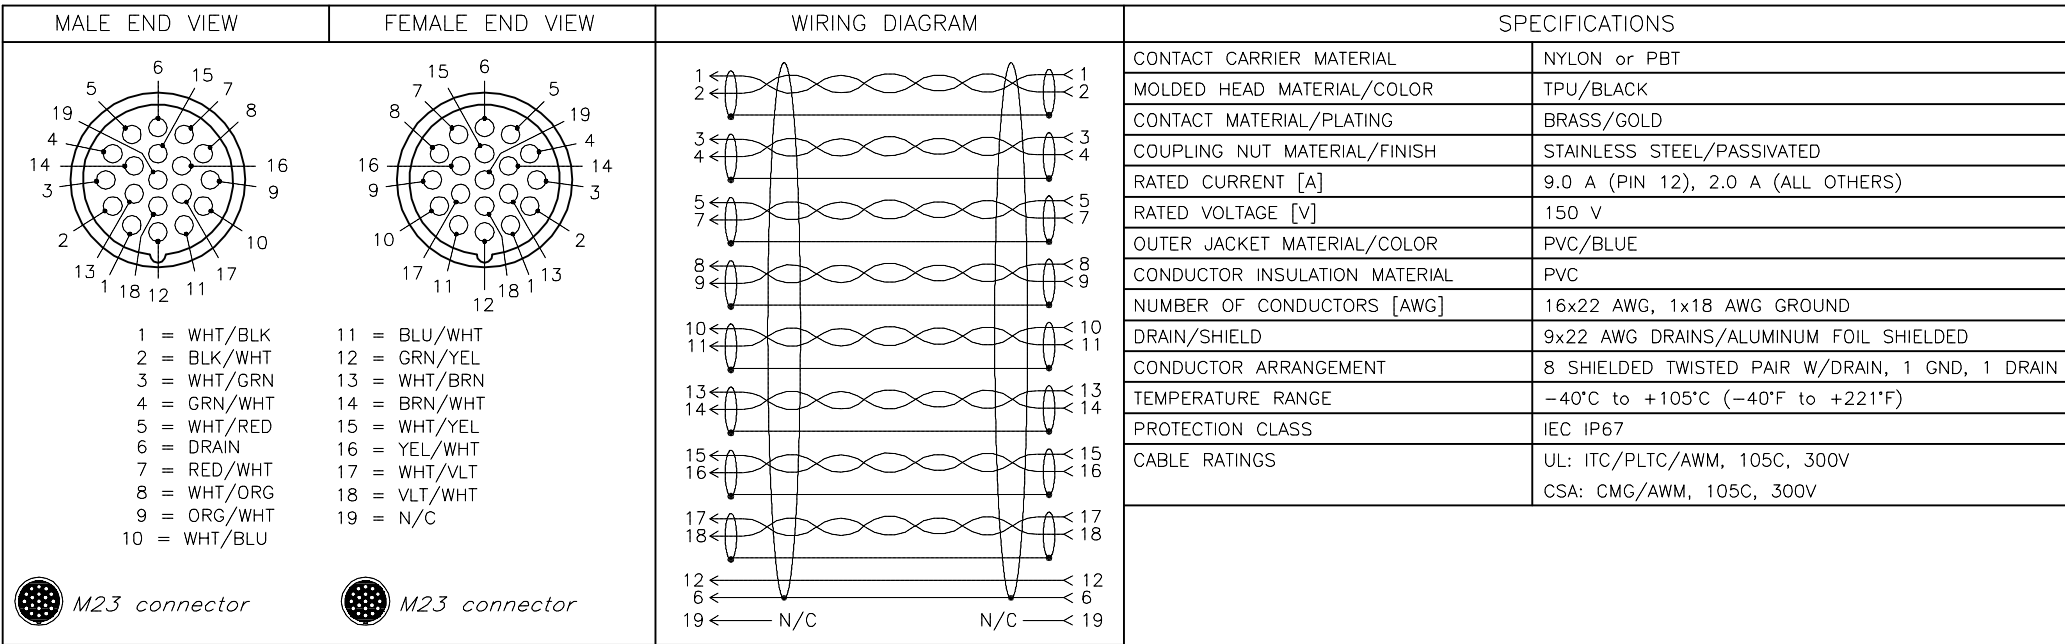 MALE END VIEW
FEMALE END VIEW
WIRING DIAGRAM
SPECIFICATIONS
6
15
5
7
19
8
4
14
16
3
9
2
10
13
17
1
18
12
11
6
15
5
7
19
8
4
16
14
9
3
10
2
17
13
11
1
12
18
1 = WHT/BLK
2 = BLK/WHT
3 = WHT/GRN
4 = GRN/WHT
5 = WHT/RED
6 = DRAIN
7 = RED/WHT
8 = WHT/ORG
9 = ORG/WHT
10 = WHT/BLU
11 = BLU/WHT
12 = GRN/YEL
13 = WHT/BRN
14 = BRN/WHT
15 = WHT/YEL
16 = YEL/WHT
17 = WHT/VLT
18 = VLT/WHT
19 = N/C
M23 connector
M23 connector
1 1
2 2
3 3
4 4
5 5
7 7
8 8
9 9
10 10
11 11
13 13
14 14
15 15
16 16
17 17
18 18
12 12
6 6
19 N/C N/C 19
CONTACT CARRIER MATERIAL NYLON or PBT
MOLDED HEAD MATERIAL/COLOR TPU/BLACK
CONTACT MATERIAL/PLATING BRASS/GOLD
COUPLING NUT MATERIAL/FINISH STAINLESS STEEL/PASSIVATED
RATED CURRENT [A] 9.0 A (PIN 12), 2.0 A (ALL OTHERS)
RATED VOLTAGE [V] 150 V
OUTER JACKET MATERIAL/COLOR PVC/BLUE
CONDUCTOR INSULATION MATERIAL PVC
NUMBER OF CONDUCTORS [AWG] 16x22 AWG, 1x18 AWG GROUND
DRAIN/SHIELD 9x22 AWG DRAINS/ALUMINUM FOIL SHIELDED
CONDUCTOR ARRANGEMENT 8 SHIELDED TWISTED PAIR W/DRAIN, 1 GND, 1 DRAIN
TEMPERATURE RANGE -40°C to +105°C (-40°F to +221°F)
PROTECTION CLASS IEC IP67
CABLE RATINGS UL: ITC/PLTC/AWM, 105C, 300V
CSA: CMG/AWM, 105C, 300V